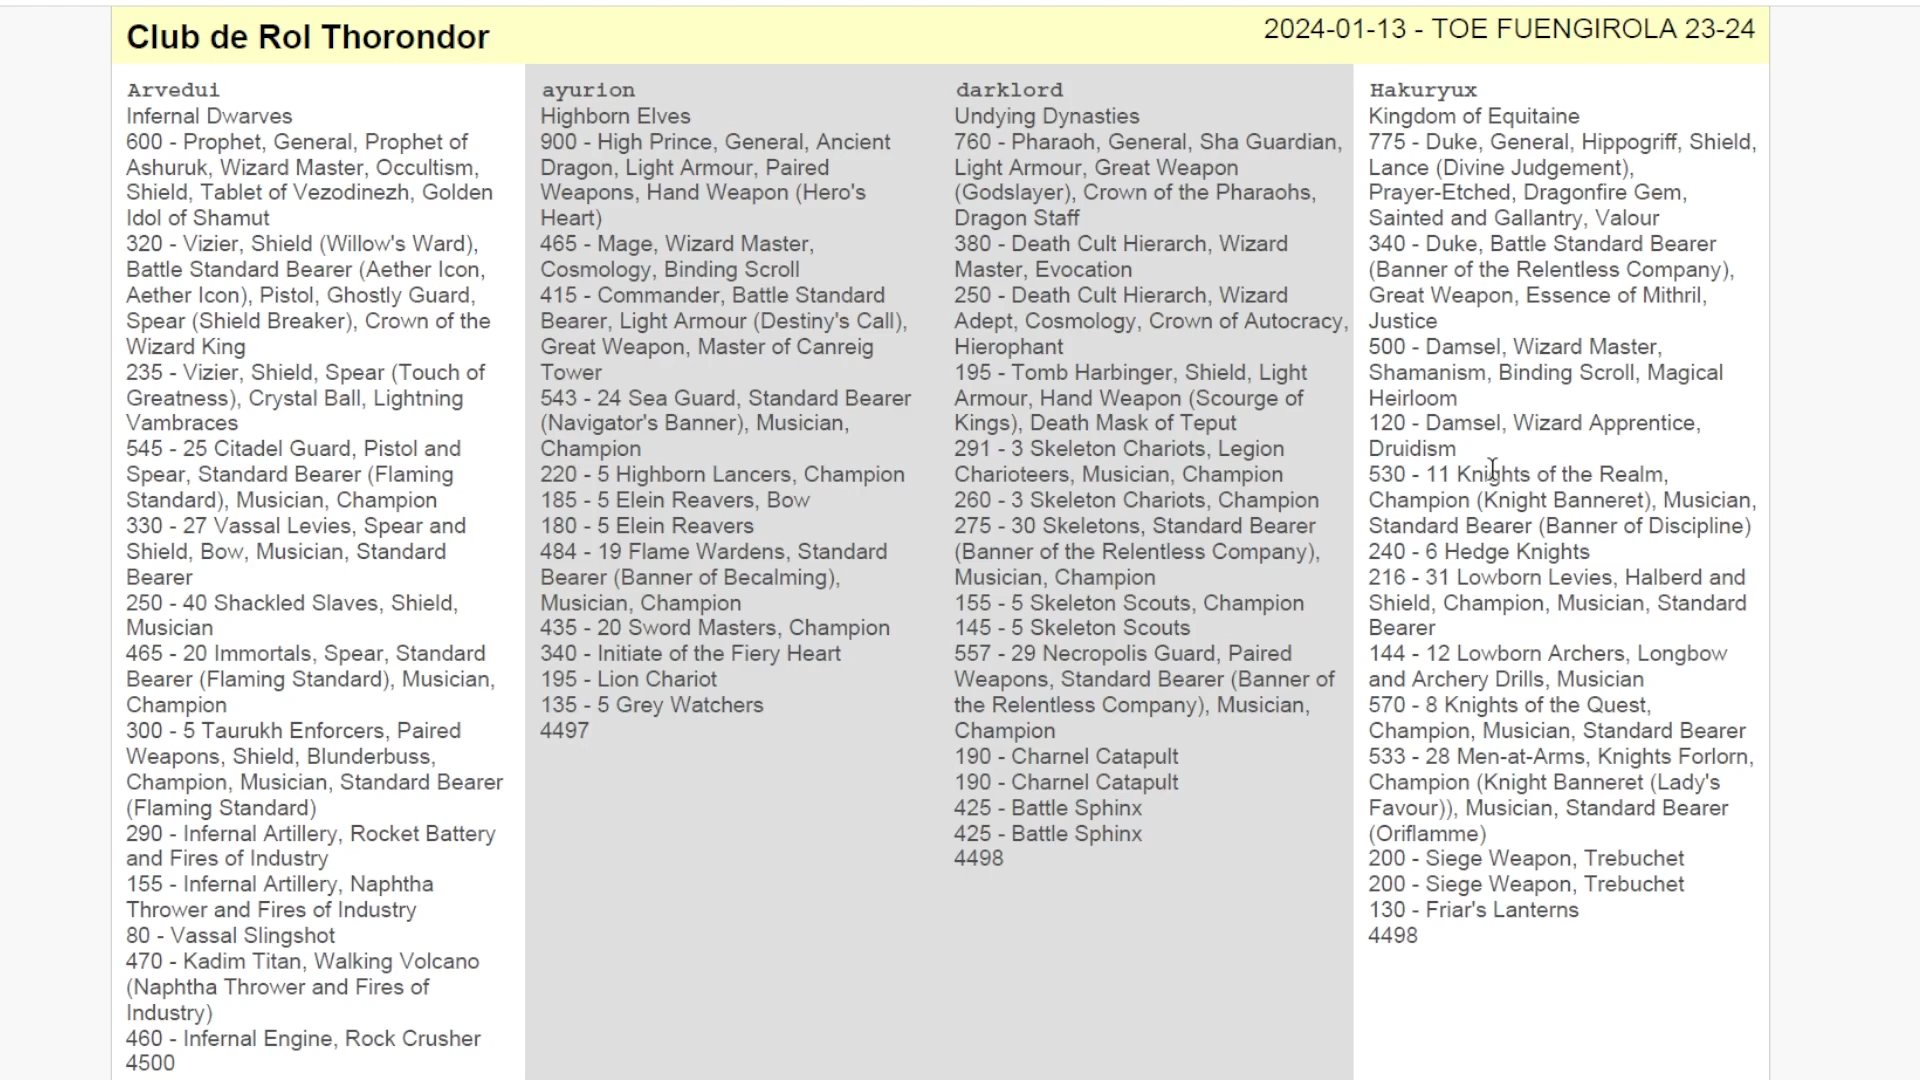 Club de Rol Thorondor
2024-01-13 - TOE FUENGIROLA 23-24
Arvedui
Infernal Dwarves
600 - Prophet, General, Prophet of
Ashuruk, Wizard Master, Occultism,
Shield, Tablet of Vezodinezh, Golden
Idol of Shamut
320 - Vizier, Shield (Willow's Ward),
Battle Standard Bearer (Aether Icon,
Aether Icon), Pistol, Ghostly Guard,
Spear (Shield Breaker), Crown of the
Wizard King
235 - Vizier, Shield, Spear (Touch of
Greatness), Crystal Ball, Lightning
Vambraces
545 - 25 Citadel Guard, Pistol and
Spear, Standard Bearer (Flaming
Standard), Musician, Champion
330 - 27 Vassal Levies, Spear and
Shield, Bow, Musician, Standard
Bearer
250 - 40 Shackled Slaves, Shield,
Musician
465 - 20 Immortals, Spear, Standard
Bearer (Flaming Standard), Musician,
Champion
300 - 5 Taurukh Enforcers, Paired
Weapons, Shield, Blunderbuss,
Champion, Musician, Standard Bearer
(Flaming Standard)
290 - Infernal Artillery, Rocket Battery
and Fires of Industry
155 - Infernal Artillery, Naphtha
Thrower and Fires of Industry
80 - Vassal Slingshot
470 - Kadim Titan, Walking Volcano
(Naphtha Thrower and Fires of
Industry)
460 - Infernal Engine, Rock Crusher
4500
ayurion
Highborn Elves
900 - High Prince, General, Ancient
Dragon, Light Armour, Paired
Weapons, Hand Weapon (Hero's
Heart)
465 - Mage, Wizard Master,
Cosmology, Binding Scroll
415 - Commander, Battle Standard
Bearer, Light Armour (Destiny's Call),
Great Weapon, Master of Canreig
Tower
543 - 24 Sea Guard, Standard Bearer
(Navigator's Banner), Musician,
Champion
220 - 5 Highborn Lancers, Champion
185 - 5 Elein Reavers, Bow
180 - 5 Elein Reavers
484 - 19 Flame Wardens, Standard
Bearer (Banner of Becalming),
Musician, Champion
435 - 20 Sword Masters, Champion
340 - Initiate of the Fiery Heart
195 - Lion Chariot
135 - 5 Grey Watchers
4497
darklord
Undying Dynasties
760 - Pharaoh, General, Sha Guardian,
Light Armour, Great Weapon
(Godslayer), Crown of the Pharaohs,
Dragon Staff
380 - Death Cult Hierarch, Wizard
Master, Evocation
250 - Death Cult Hierarch, Wizard
Adept, Cosmology, Crown of Autocracy,
Hierophant
195 - Tomb Harbinger, Shield, Light
Armour, Hand Weapon (Scourge of
Kings), Death Mask of Teput
291 - 3 Skeleton Chariots, Legion
Charioteers, Musician, Champion
260 - 3 Skeleton Chariots, Champion
275 - 30 Skeletons, Standard Bearer
(Banner of the Relentless Company),
Musician, Champion
155 - 5 Skeleton Scouts, Champion
145 - 5 Skeleton Scouts
557 - 29 Necropolis Guard, Paired
Weapons, Standard Bearer (Banner of
the Relentless Company), Musician,
Champion
190 - Charnel Catapult
190 - Charnel Catapult
425 - Battle Sphinx
425 - Battle Sphinx
4498
Hakuryux
Kingdom of Equitaine
775 - Duke, General, Hippogriff, Shield,
Lance (Divine Judgement),
Prayer-Etched, Dragonfire Gem,
Sainted and Gallantry, Valour
340 - Duke, Battle Standard Bearer
(Banner of the Relentless Company),
Great Weapon, Essence of Mithril,
Justice
500 - Damsel, Wizard Master,
Shamanism, Binding Scroll, Magical
Heirloom
120 - Damsel, Wizard Apprentice,
Druidism
530 - 11 Knights of the Realm,
Champion (Knight Banneret), Musician,
Standard Bearer (Banner of Discipline)
240 - 6 Hedge Knights
216 - 31 Lowborn Levies, Halberd and
Shield, Champion, Musician, Standard
Bearer
144 - 12 Lowborn Archers, Longbow
and Archery Drills, Musician
570 - 8 Knights of the Quest,
Champion, Musician, Standard Bearer
533 - 28 Men-at-Arms, Knights Forlorn,
Champion (Knight Banneret (Lady's
Favour)), Musician, Standard Bearer
(Oriflamme)
200 - Siege Weapon, Trebuchet
200 - Siege Weapon, Trebuchet
130 - Friar's Lanterns
4498